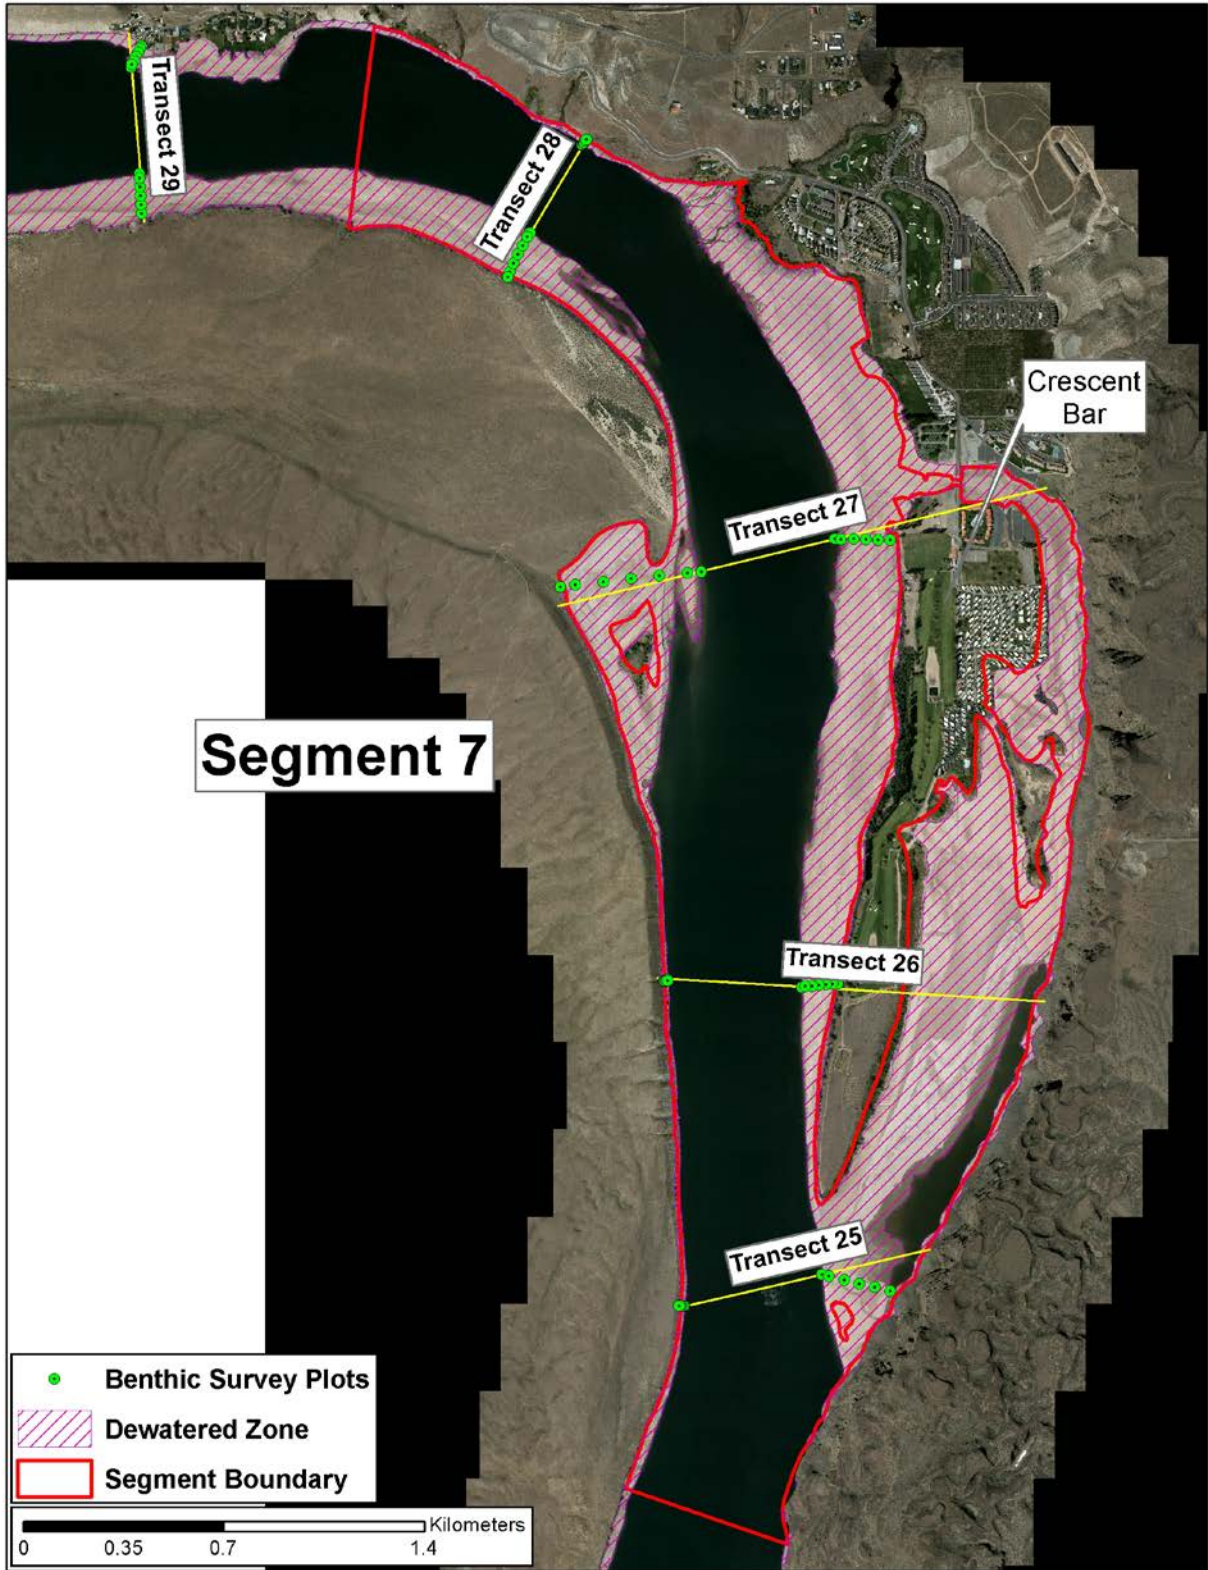 Transect 29
Transect 28
Crescent
Bar
Transect 27
Segment 7
Transect 26
Transect 25
Benthic Survey Plots
Dewatered Zone
Segment Boundary
Kilometers
0 0.35 0.7 1.4